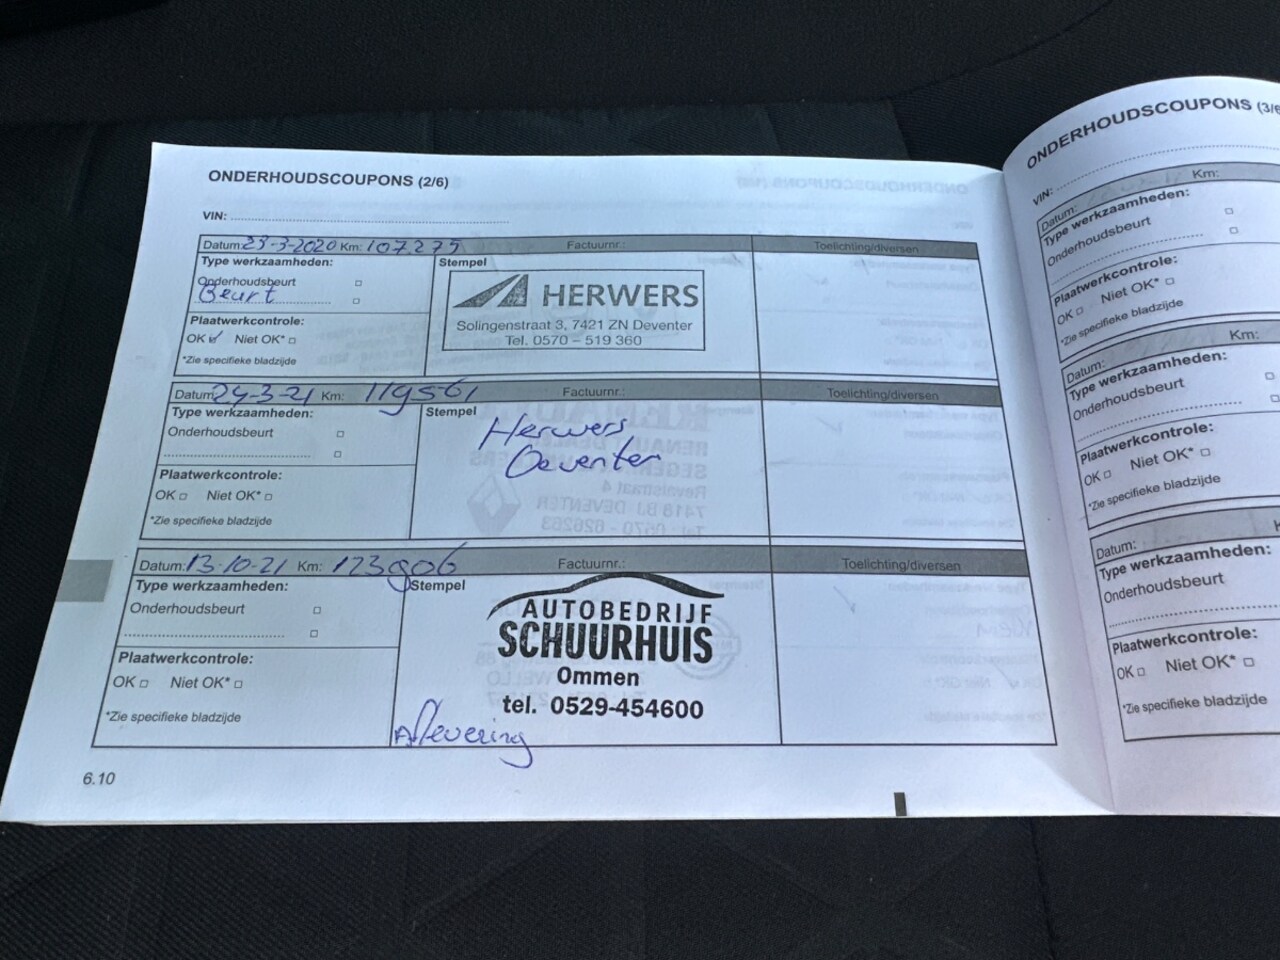 ONDERHOUDSCOUPONS (2/6)
VIN:
Datum: 23-3-2020 Km: 107.275 Factuurnr.: Toelichting/diversen
Type werkzaamheden: Stempel
Onderhoudsbeurt
Beurt
Plaatwerkcontrole:
OK Niet OK*
*Zie specifieke bladzijde
HERWERS
Solingenstraat 3, 7421 ZN Deventer
Tel. 0570 – 519 360
Datum: 24-3-21 Km: 119561 Factuurnr.: Toelichting/diversen
Type werkzaamheden: Stempel
Onderhoudsbeurt
Plaatwerkcontrole:
OK Niet OK*
*Zie specifieke bladzijde
Herwers
Deventer
Datum: 13-10-21 Km: 123906 Factuurnr.: Toelichting/diversen
Type werkzaamheden: Stempel
Onderhoudsbeurt
Plaatwerkcontrole:
OK Niet OK*
*Zie specifieke bladzijde
AUTOBEDRIJF
SCHUURHUIS
Ommen
tel. 0529-454600
Aflevering
6.10
ONDERHOUDSCOUPONS (3/6
VIN:
Datum: Km:
Type werkzaamheden:
Onderhoudsbeurt
Plaatwerkcontrole:
OK Niet OK*
*Zie specifieke bladzijde
Datum: Km:
Type werkzaamheden:
Onderhoudsbeurt
Plaatwerkcontrole:
OK Niet OK*
*Zie specifieke bladzijde
Datum:
Type werkzaamheden:
Onderhoudsbeurt
Plaatwerkcontrole:
OK Niet OK*
*Zie specifieke bladzijde